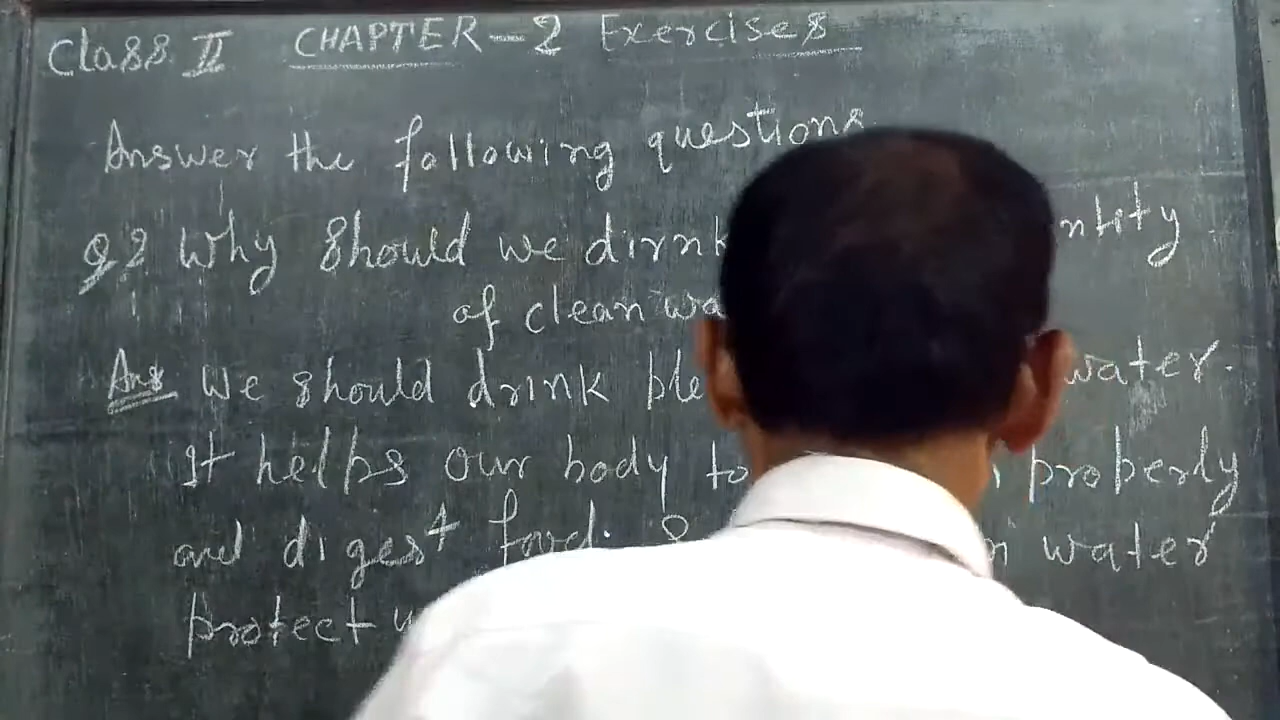 Class II CHAPTER-2 Exercises
Answer the following questions
Q2 Why should we dirnk ntity
of clean wa
Ans We should drink ple water.
It helps our body to properly
and digest food. water
protect